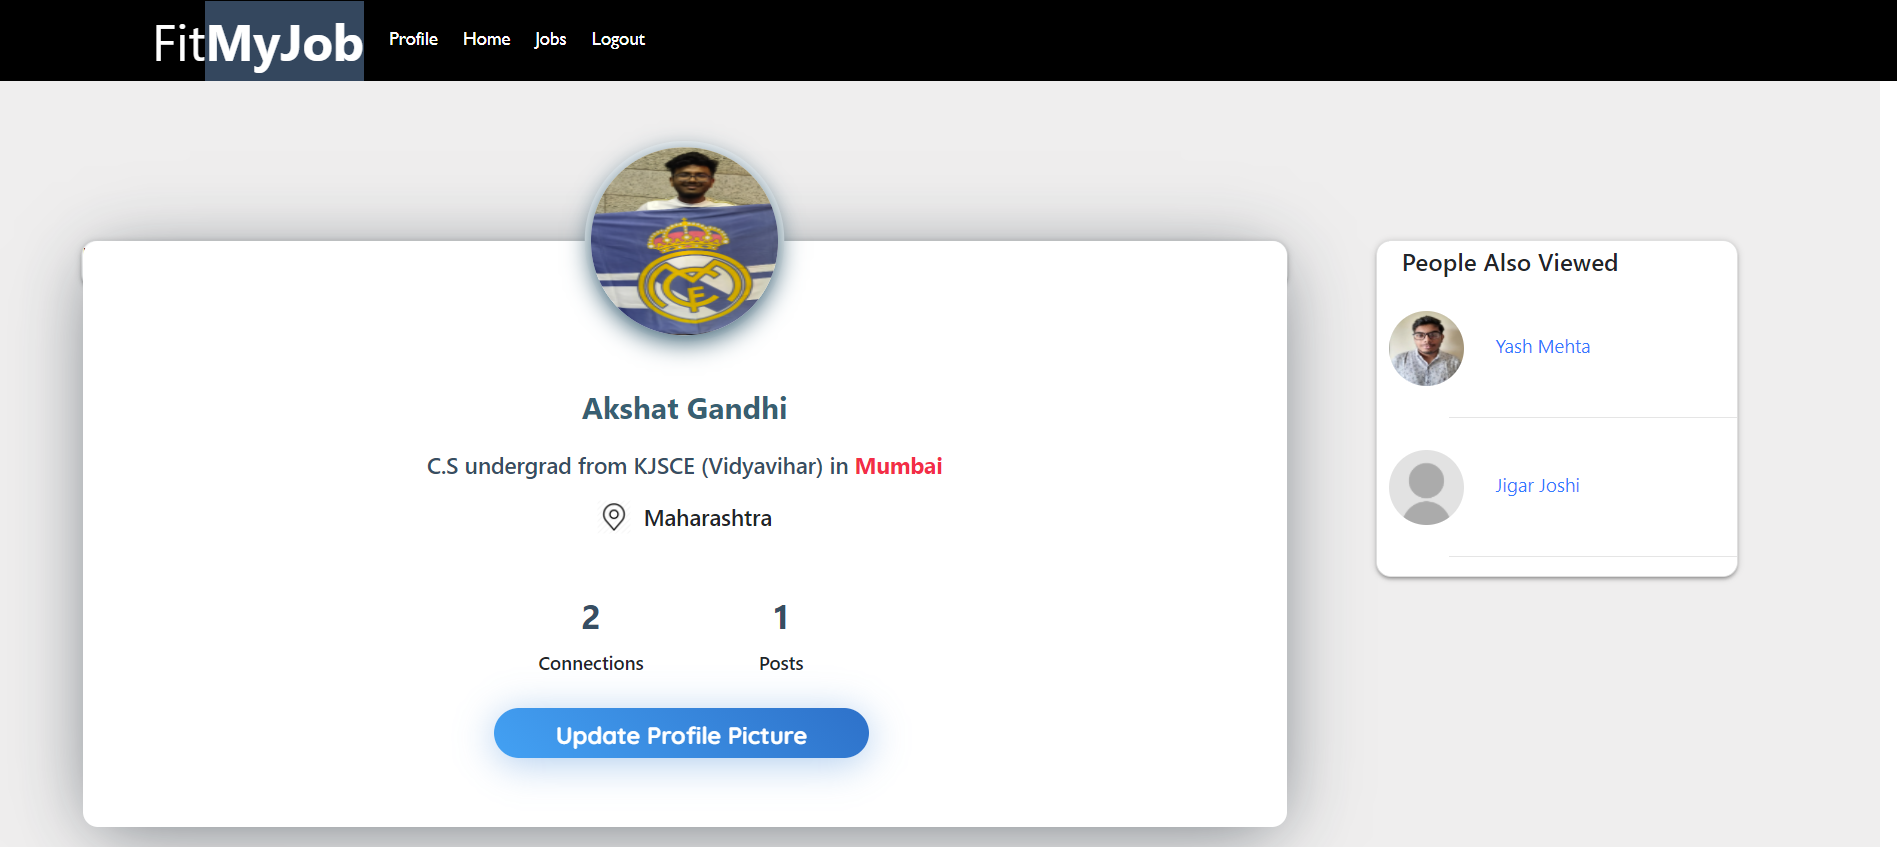 FitMyJob Profile Home Jobs Logout
Akshat Gandhi
C.S undergrad from KJSCE (Vidyavihar) in Mumbai
Maharashtra
2 1
Connections Posts
Update Profile Picture
People Also Viewed
Yash Mehta
Jigar Joshi